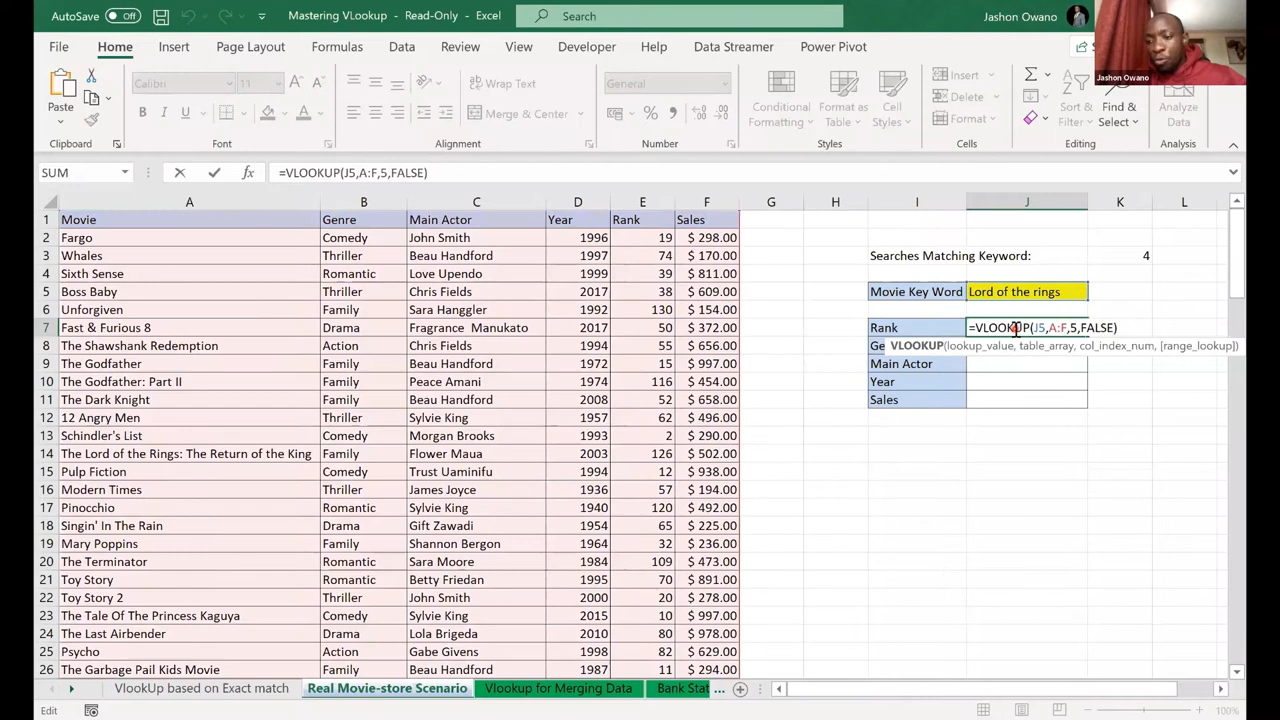 AutoSave Off Mastering VLookup - Read-Only - Excel Search Jashon Owano
File Home Insert Page Layout Formulas Data Review View Developer Help Data Streamer Power Pivot
Jashon Owano
Paste Calibri Wrap Text General Conditional Formatting Format as Table Cell Styles Insert Sort & Filter Find & Select Analyze Data
B I U A Merge & Center $ % Delete
Format
Clipboard Font Alignment Number Styles Cells Editing Analysis
SUM fx =VLOOKUP(J5,A:F,5,FALSE)
A B C D E F G H I J K L
1 Movie Genre Main Actor Year Rank Sales
2 Fargo Comedy John Smith 1996 19 $ 298.00
3 Whales Thriller Beau Handford 1997 74 $ 170.00 Searches Matching Keyword: 4
4 Sixth Sense Romantic Love Upendo 1999 39 $ 811.00
5 Boss Baby Thriller Chris Fields 2017 38 $ 609.00 Movie Key Word Lord of the rings
6 Unforgiven Family Sara Hanggler 1992 130 $ 154.00
7 Fast & Furious 8 Drama Fragrance Manukato 2017 50 $ 372.00 Rank =VLOOKUP(J5,A:F,5,FALSE)
8 The Shawshank Redemption Action Chris Fields 1994 55 $ 656.00 Ge VLOOKUP(lookup_value, table_array, col_index_num, [range_lookup])
9 The Godfather Family Beau Handford 1972 15 $ 997.00 Main Actor
10 The Godfather: Part II Family Peace Amani 1974 116 $ 454.00 Year
11 The Dark Knight Family Beau Handford 2008 52 $ 658.00 Sales
12 12 Angry Men Thriller Sylvie King 1957 62 $ 496.00
13 Schindler's List Comedy Morgan Brooks 1993 2 $ 290.00
14 The Lord of the Rings: The Return of the King Family Flower Maua 2003 126 $ 502.00
15 Pulp Fiction Comedy Trust Uaminifu 1994 12 $ 938.00
16 Modern Times Thriller James Joyce 1936 57 $ 194.00
17 Pinocchio Romantic Sylvie King 1940 120 $ 492.00
18 Singin' In The Rain Drama Gift Zawadi 1954 65 $ 225.00
19 Mary Poppins Family Shannon Bergon 1964 32 $ 236.00
20 The Terminator Romantic Sara Moore 1984 109 $ 473.00
21 Toy Story Romantic Betty Friedan 1995 70 $ 891.00
22 Toy Story 2 Thriller John Smith 2000 20 $ 278.00
23 The Tale Of The Princess Kaguya Comedy Sylvie King 2015 10 $ 997.00
24 The Last Airbender Drama Lola Brigeda 2010 80 $ 978.00
25 Psycho Action Gabe Givens 1998 82 $ 629.00
26 The Garbage Pail Kids Movie Family Beau Handford 1987 11 $ 294.00
VlookUp based on Exact match Real Movie-store Scenario Vlookup for Merging Data Bank Stat ...
Edit 100%